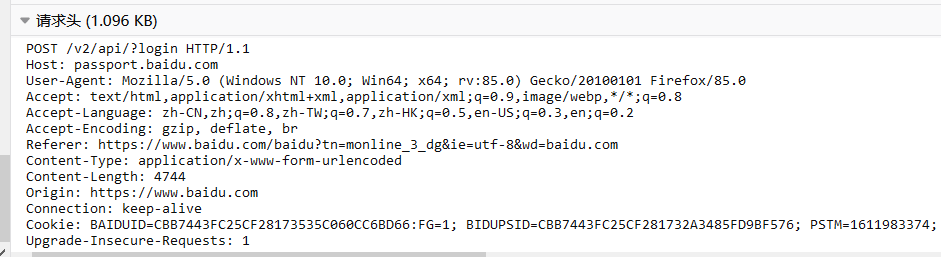 请求头 (1.096 KB)
POST /v2/api/?login HTTP/1.1
Host: passport.baidu.com
User-Agent: Mozilla/5.0 (Windows NT 10.0; Win64; x64; rv:85.0) Gecko/20100101 Firefox/85.0
Accept: text/html,application/xhtml+xml,application/xml;q=0.9,image/webp,*/*;q=0.8
Accept-Language: zh-CN,zh;q=0.8,zh-TW;q=0.7,zh-HK;q=0.5,en-US;q=0.3,en;q=0.2
Accept-Encoding: gzip, deflate, br
Referer: https://www.baidu.com/baidu?tn=monline_3_dg&ie=utf-8&wd=baidu.com
Content-Type: application/x-www-form-urlencoded
Content-Length: 4744
Origin: https://www.baidu.com
Connection: keep-alive
Cookie: BAIDUID=CBB7443FC25CF28173535C060CC6BD66:FG=1; BIDUPSID=CBB7443FC25CF281732A3485FD9BF576; PSTM=1611983374;
Upgrade-Insecure-Requests: 1